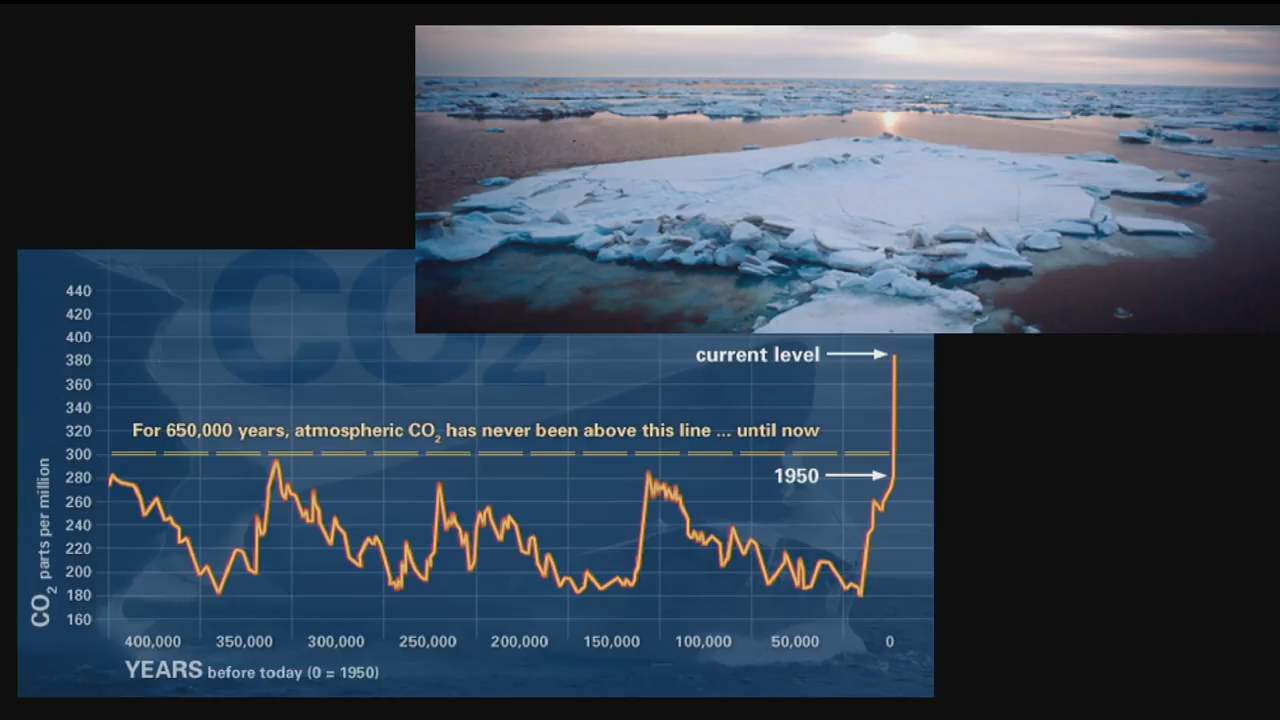 CO2
440
420
400
380
360
340
320
300
280
260
240
220
200
180
160
CO2 parts per million
current level
For 650,000 years, atmospheric CO2 has never been above this line ... until now
1950
400,000 350,000 300,000 250,000 200,000 150,000 100,000 50,000 0
YEARS before today (0 = 1950)